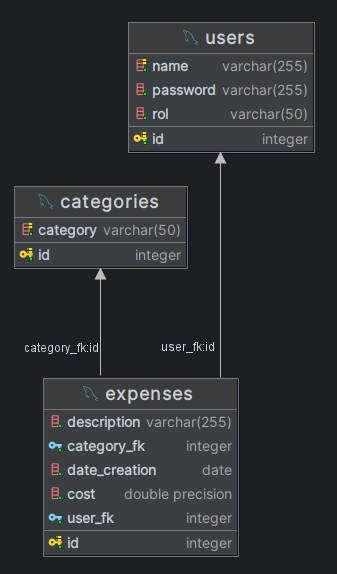 users
name varchar(255)
password varchar(255)
rol varchar(50)
id integer
categories
category varchar(50)
id integer
category_fk:id
user_fk:id
expenses
description varchar(255)
category_fk integer
date_creation date
cost double precision
user_fk integer
id integer